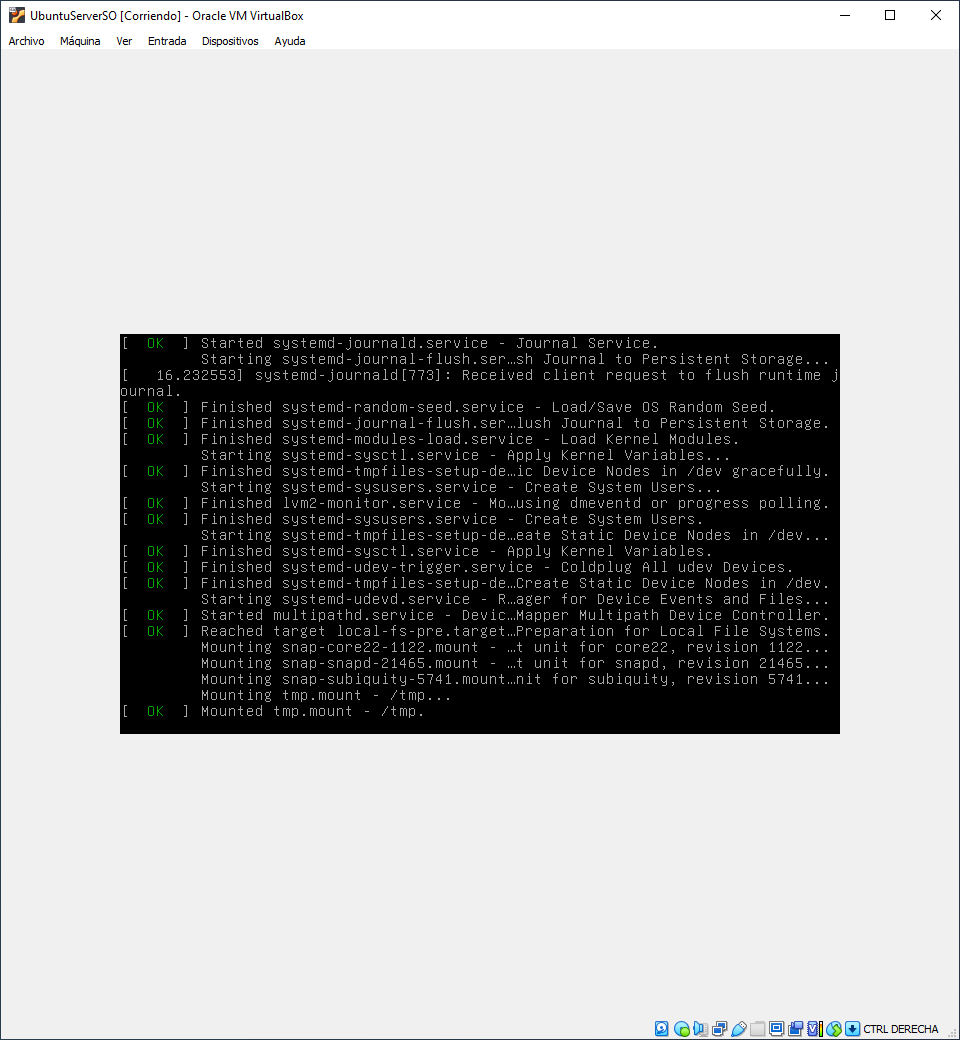 UbuntuServerSO [Corriendo] - Oracle VM VirtualBox
Archivo Máquina Ver Entrada Dispositivos Ayuda
[  OK  ] Started systemd-journald.service - Journal Service.
         Starting systemd-journal-flush.ser…sh Journal to Persistent Storage...
[   16.232553] systemd-journald[773]: Received client request to flush runtime j
ournal.
[  OK  ] Finished systemd-random-seed.service - Load/Save OS Random Seed.
[  OK  ] Finished systemd-journal-flush.ser…lush Journal to Persistent Storage.
[  OK  ] Finished systemd-modules-load.service - Load Kernel Modules.
         Starting systemd-sysctl.service - Apply Kernel Variables...
[  OK  ] Finished systemd-tmpfiles-setup-de…ic Device Nodes in /dev gracefully.
         Starting systemd-sysusers.service - Create System Users...
[  OK  ] Finished lvm2-monitor.service - Mo…using dmeventd or progress polling.
[  OK  ] Finished systemd-sysusers.service - Create System Users.
         Starting systemd-tmpfiles-setup-de…eate Static Device Nodes in /dev...
[  OK  ] Finished systemd-sysctl.service - Apply Kernel Variables.
[  OK  ] Finished systemd-udev-trigger.service - Coldplug All udev Devices.
[  OK  ] Finished systemd-tmpfiles-setup-de…Create Static Device Nodes in /dev.
         Starting systemd-udevd.service - R…ager for Device Events and Files...
[  OK  ] Started multipathd.service - Devic…Mapper Multipath Device Controller.
[  OK  ] Reached target local-fs-pre.target…Preparation for Local File Systems.
         Mounting snap-core22-1122.mount - …t unit for core22, revision 1122...
         Mounting snap-snapd-21465.mount - …t unit for snapd, revision 21465...
         Mounting snap-subiquity-5741.mount…nit for subiquity, revision 5741...
         Mounting tmp.mount - /tmp...
[  OK  ] Mounted tmp.mount - /tmp.
CTRL DERECHA